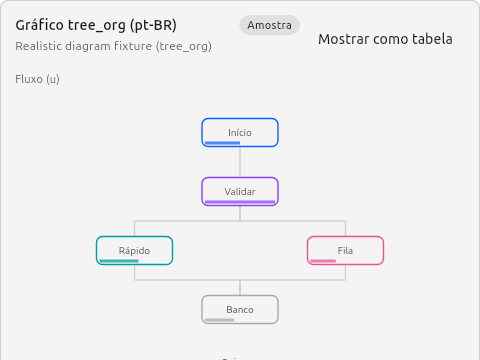 Gráfico tree_org (pt-BR)
Amostra
Mostrar como tabela
Realistic diagram fixture (tree_org)
Fluxo (u)
Início
Validar
Rápido
Fila
Banco